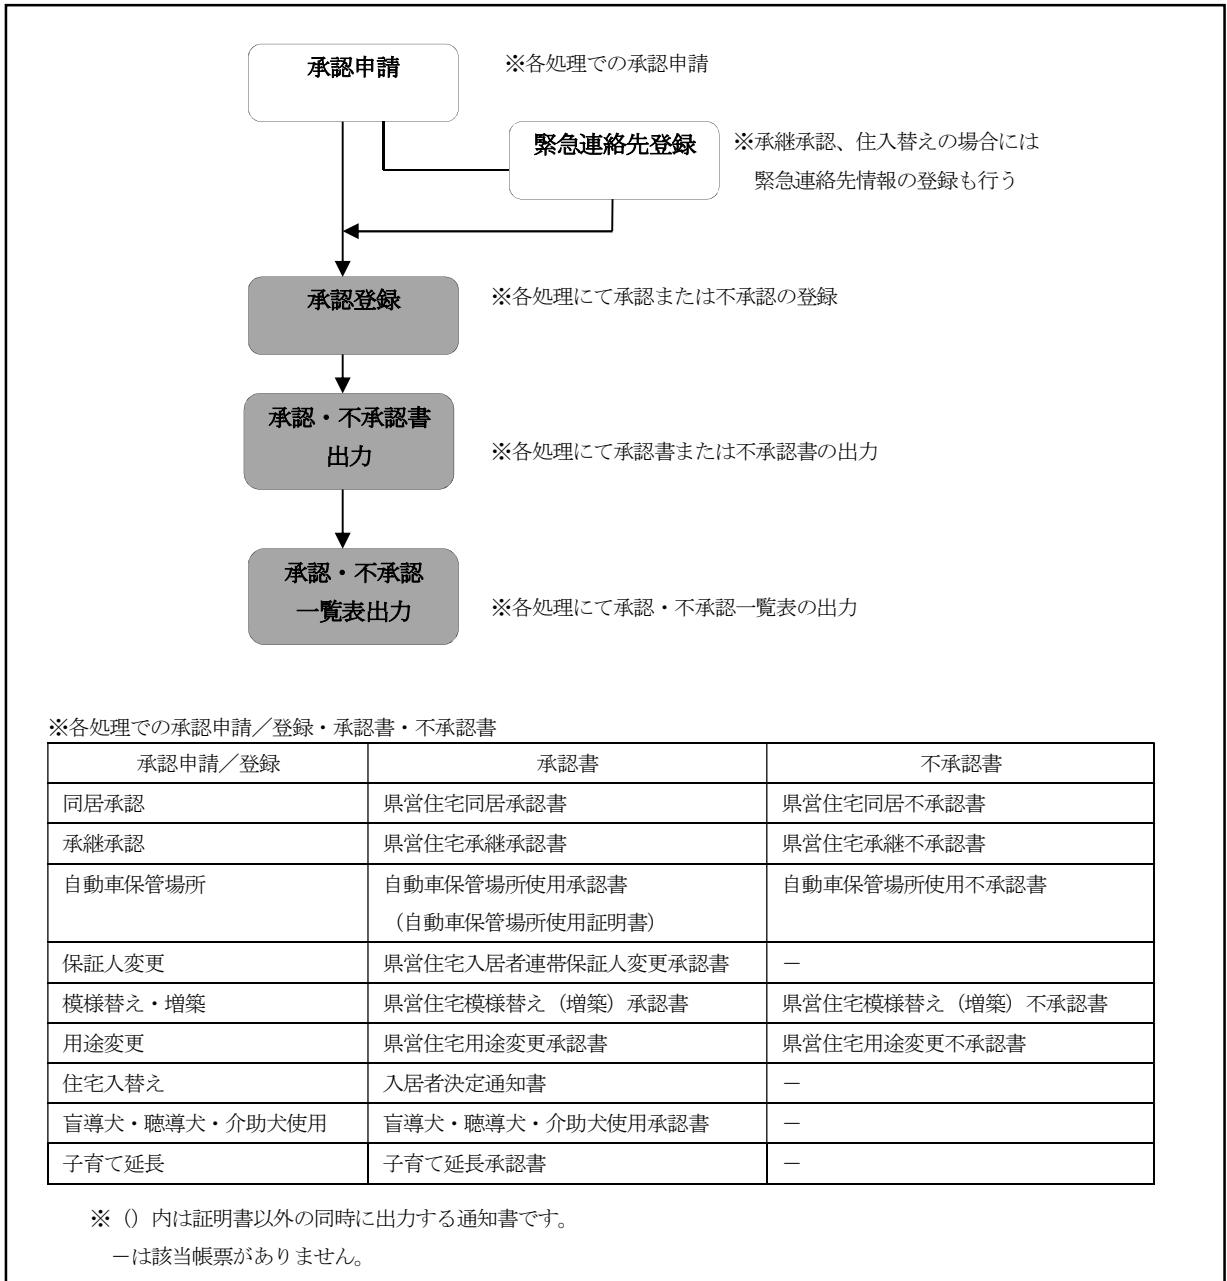 承認申請
※各処理での承認申請
緊急連絡先登録
※承継承認、住入替えの場合には
緊急連絡先情報の登録も行う
承認登録
※各処理にて承認または不承認の登録
承認・不承認書
出力
※各処理にて承認書または不承認書の出力
承認・不承認
一覧表出力
※各処理にて承認・不承認一覧表の出力
※各処理での承認申請／登録・承認書・不承認書
承認申請／登録 承認書 不承認書
同居承認 県営住宅同居承認書 県営住宅同居不承認書
承継承認 県営住宅承継承認書 県営住宅承継不承認書
自動車保管場所 自動車保管場所使用承認書 自動車保管場所使用不承認書
（自動車保管場所使用証明書）
保証人変更 県営住宅入居者連帯保証人変更承認書 －
模様替え・増築 県営住宅模様替え（増築）承認書 県営住宅模様替え（増築）不承認書
用途変更 県営住宅用途変更承認書 県営住宅用途変更不承認書
住宅入替え 入居者決定通知書 －
盲導犬・聴導犬・介助犬使用 盲導犬・聴導犬・介助犬使用承認書 －
子育て延長 子育て延長承認書 －
※（）内は証明書以外の同時に出力する通知書です。
－は該当帳票がありません。